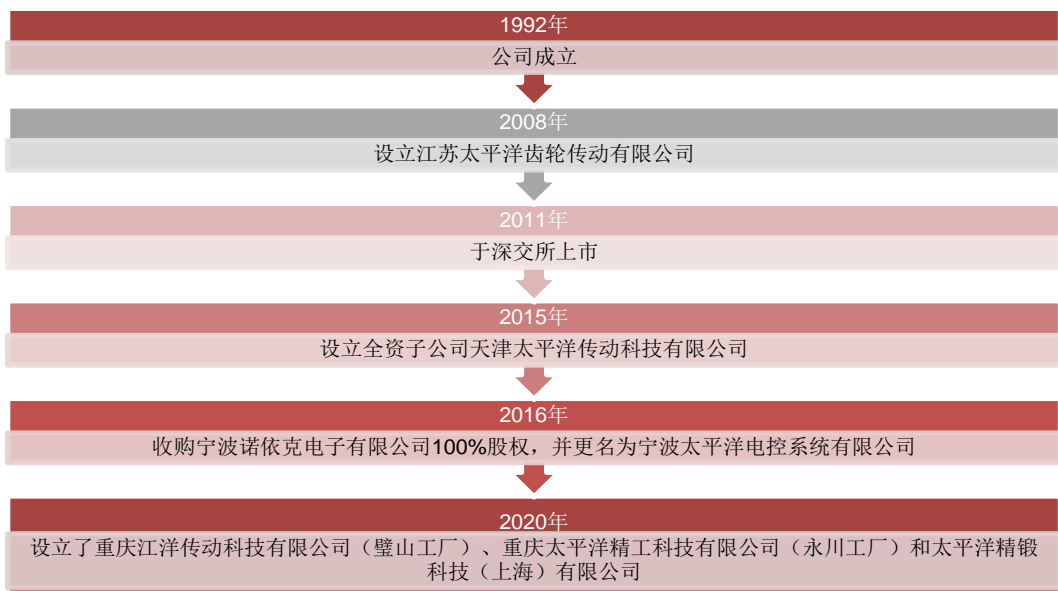 1992年
公司成立
2008年
设立江苏太平洋齿轮传动有限公司
2011年
于深交所上市
2015年
设立全资子公司天津太平洋传动科技有限公司
2016年
收购宁波诺依克电子有限公司100%股权，并更名为宁波太平洋电控系统有限公司
2020年
设立了重庆江洋传动科技有限公司（璧山工厂）、重庆太平洋精工科技有限公司（永川工厂）和太平洋精锻
科技（上海）有限公司